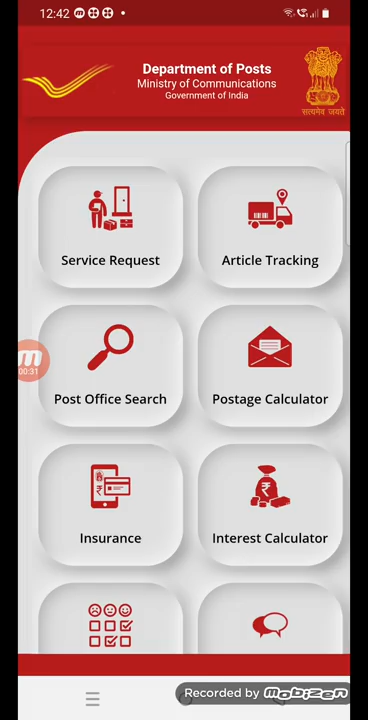 12:42
Department of Posts
Ministry of Communications
Government of India
सत्यमेव जयते
Service Request
Article Tracking
Post Office Search
Postage Calculator
00:31
Insurance
Interest Calculator
Recorded by Mobizen